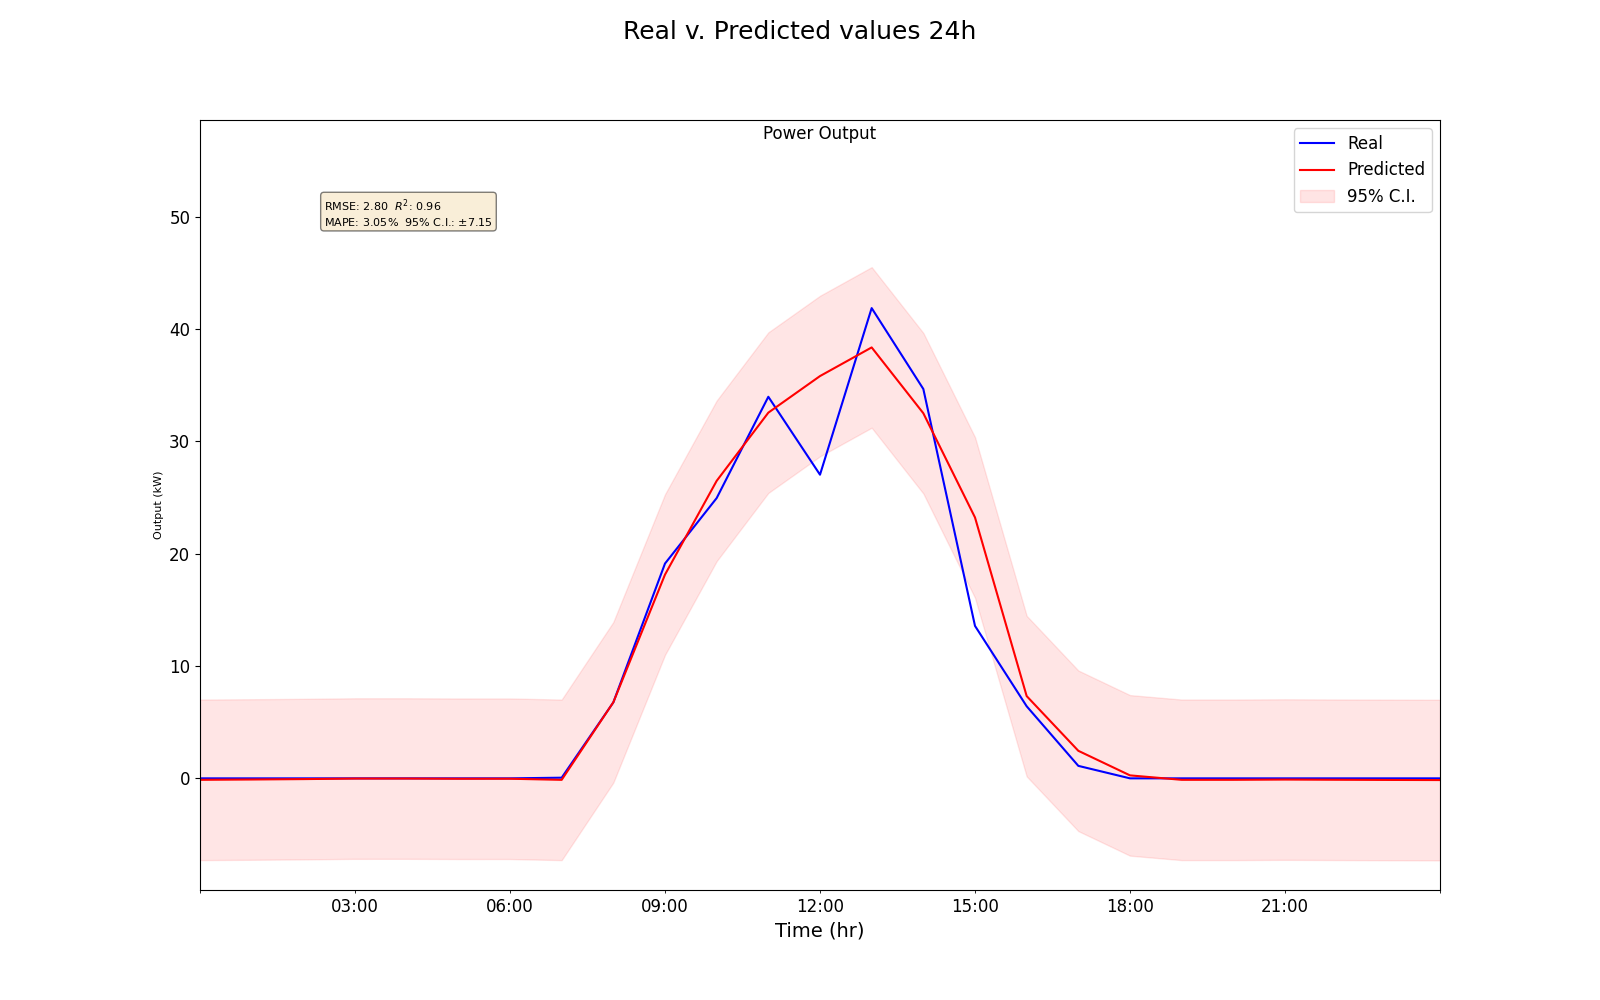 Real v. Predicted values 24h
Power Output
Real
Predicted
95% C.I.
RMSE: 2.80 R²: 0.96
MAPE: 3.05% 95% C.I.: ±7.15
50
40
30
20
10
0
Output (kW)
03:00 06:00 09:00 12:00 15:00 18:00 21:00
Time (hr)